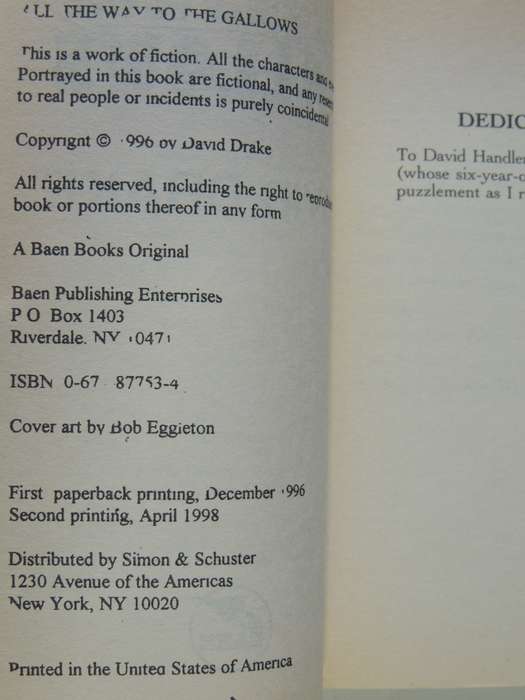 ALL THE WAY TO THE GALLOWS
This is a work of fiction. All the characters and
Portrayed in this book are fictional, and any
to real people or incidents is purely coincidental
Copyright © 1996 by David Drake
All rights reserved, including the right to reproduce
book or portions thereof in any form
A Baen Books Original
Baen Publishing Enterprises
P O Box 1403
Riverdale. NY 10471
ISBN 0-67 87753-4
Cover art by Bob Eggleton
First paperback printing, December 1996
Second printing, April 1998
Distributed by Simon & Schuster
1230 Avenue of the Americas
New York, NY 10020
Printed in the United States of America
DEDIC
To David Handler
(whose six-year-o
puzzlement as I r